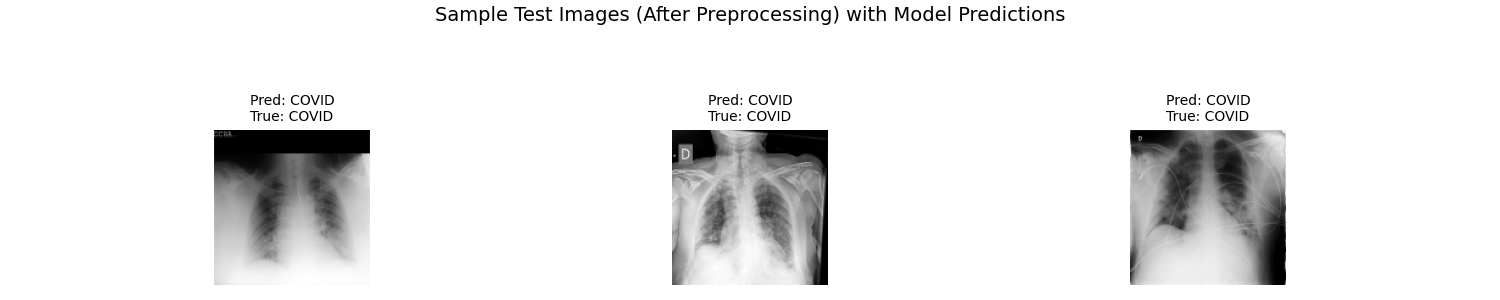 Sample Test Images (After Preprocessing) with Model Predictions
Pred: COVID
True: COVID
Pred: COVID
True: COVID
Pred: COVID
True: COVID
D
D